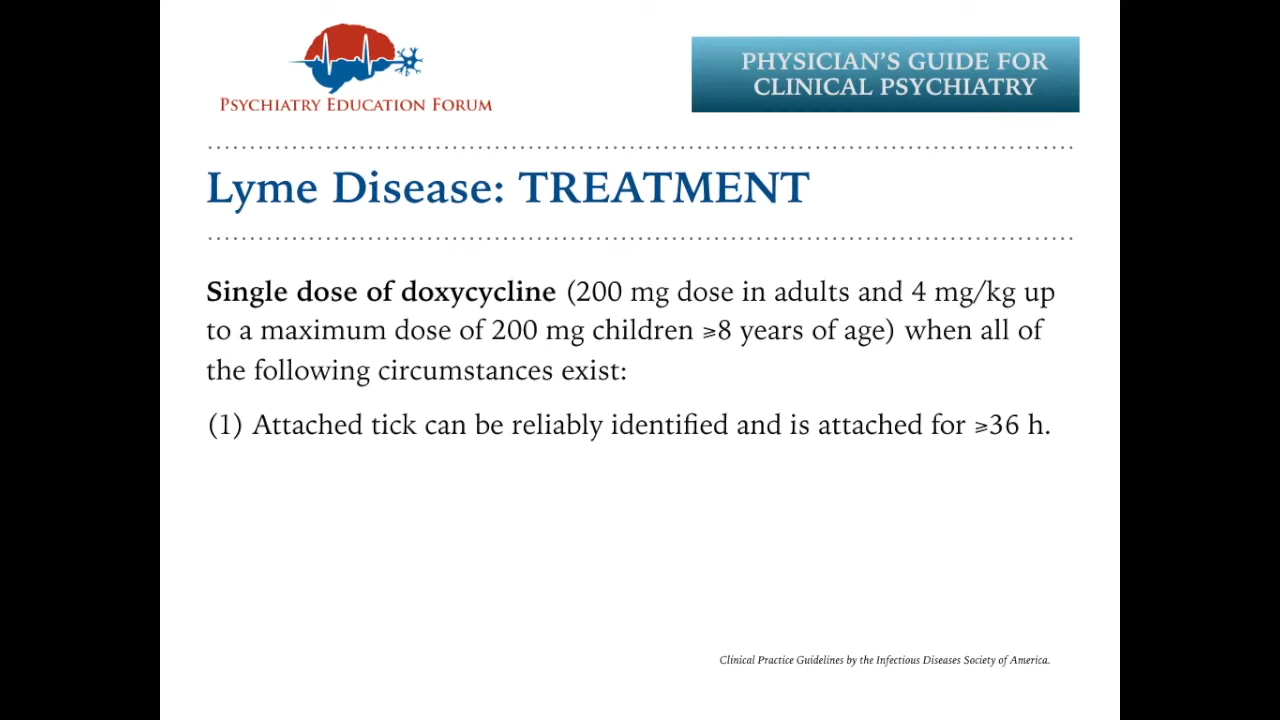 PSYCHIATRY EDUCATION FORUM
PHYSICIAN'S GUIDE FOR
CLINICAL PSYCHIATRY
Lyme Disease: TREATMENT
Single dose of doxycycline (200 mg dose in adults and 4 mg/kg up
to a maximum dose of 200 mg children ⩾8 years of age) when all of
the following circumstances exist:
(1) Attached tick can be reliably identified and is attached for ⩾36 h.
Clinical Practice Guidelines by the Infectious Diseases Society of America.